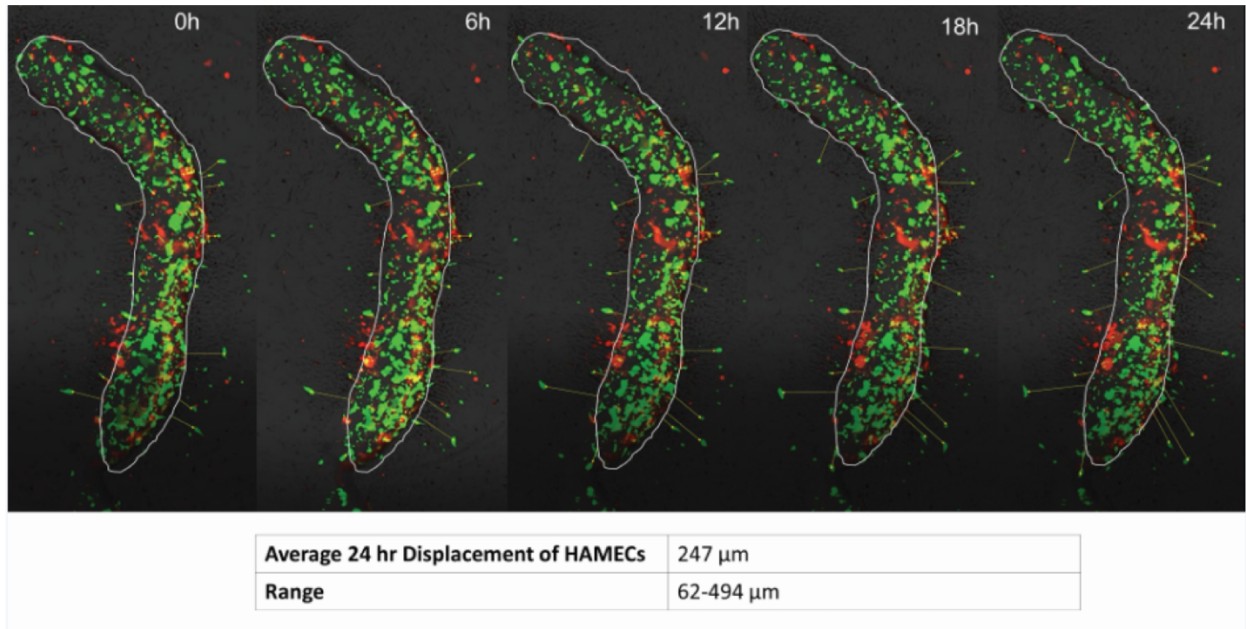 0h 6h 12h 18h 24h
Average 24 hr Displacement of HAMECs 247 μm
Range 62-494 μm